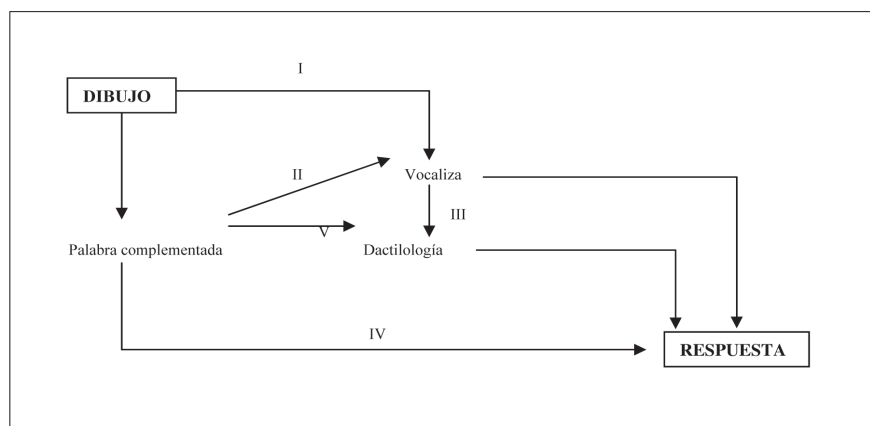 I
DIBUJO
II
Vocaliza
III
V
Palabra complementada
Dactilología
IV
RESPUESTA